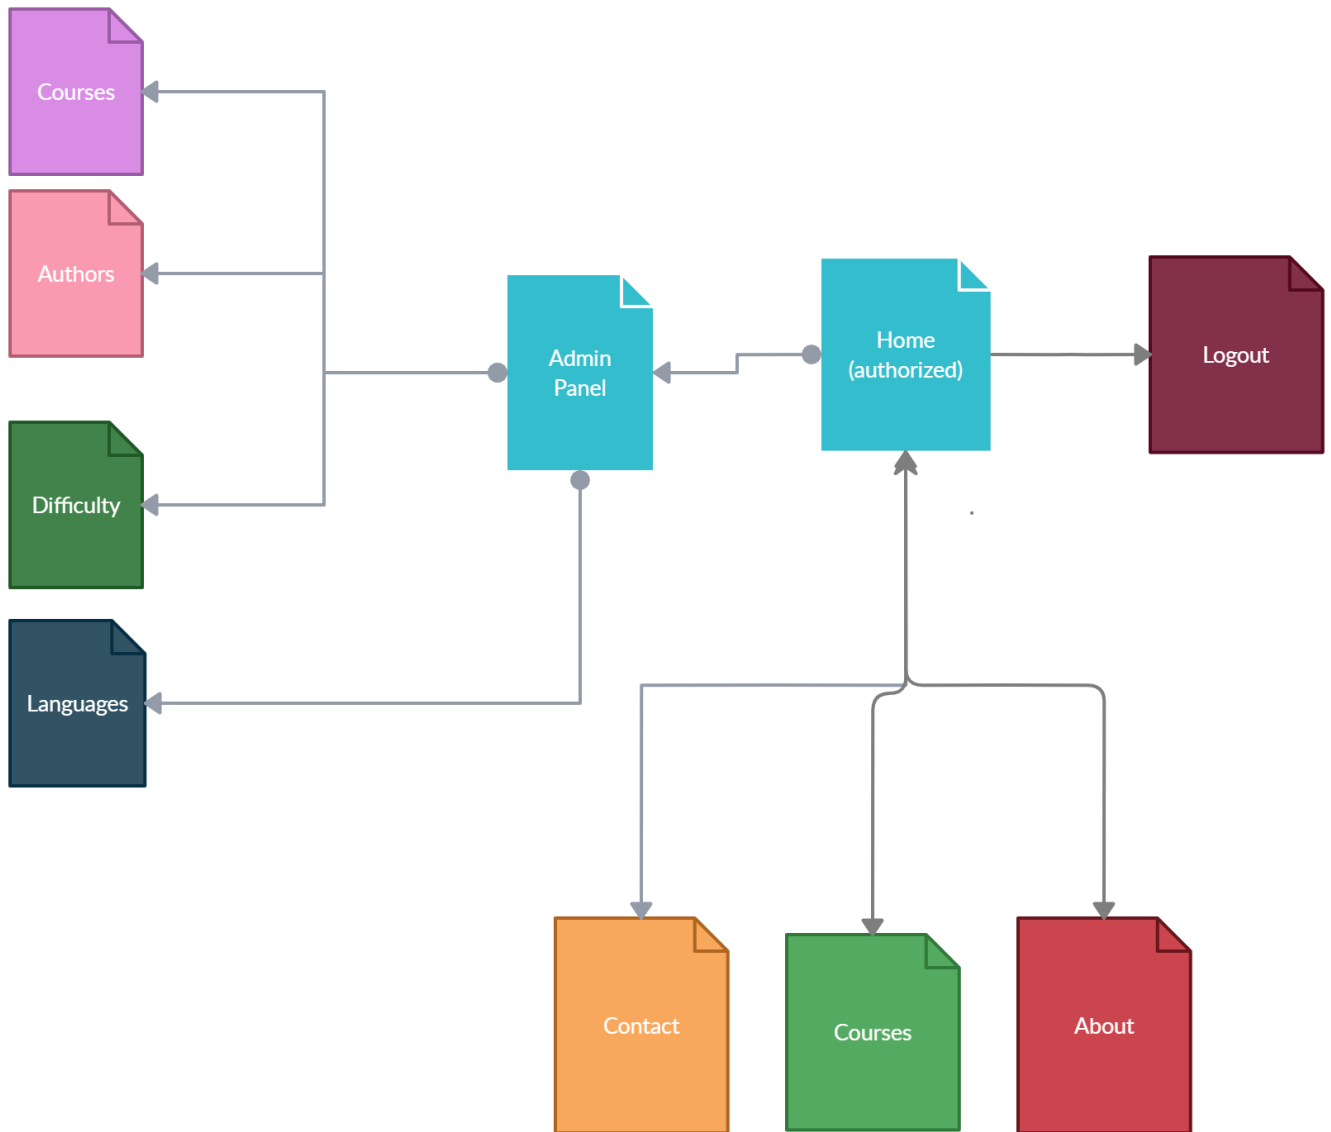 Courses
Authors
Difficulty
Languages
Admin
Panel
Home
(authorized)
Logout
Contact
Courses
About